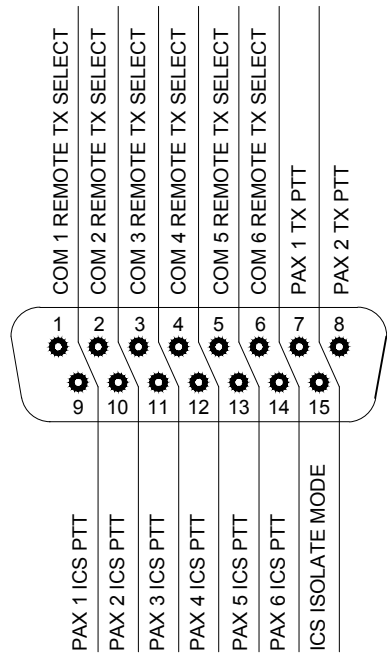 COM 1 REMOTE TX SELECT
COM 2 REMOTE TX SELECT
COM 3 REMOTE TX SELECT
COM 4 REMOTE TX SELECT
COM 5 REMOTE TX SELECT
COM 6 REMOTE TX SELECT
PAX 1 TX PTT
PAX 2 TX PTT
1 2 3 4 5 6 7 8
9 10 11 12 13 14 15
PAX 1 ICS PTT
PAX 2 ICS PTT
PAX 3 ICS PTT
PAX 4 ICS PTT
PAX 5 ICS PTT
PAX 6 ICS PTT
ICS ISOLATE MODE